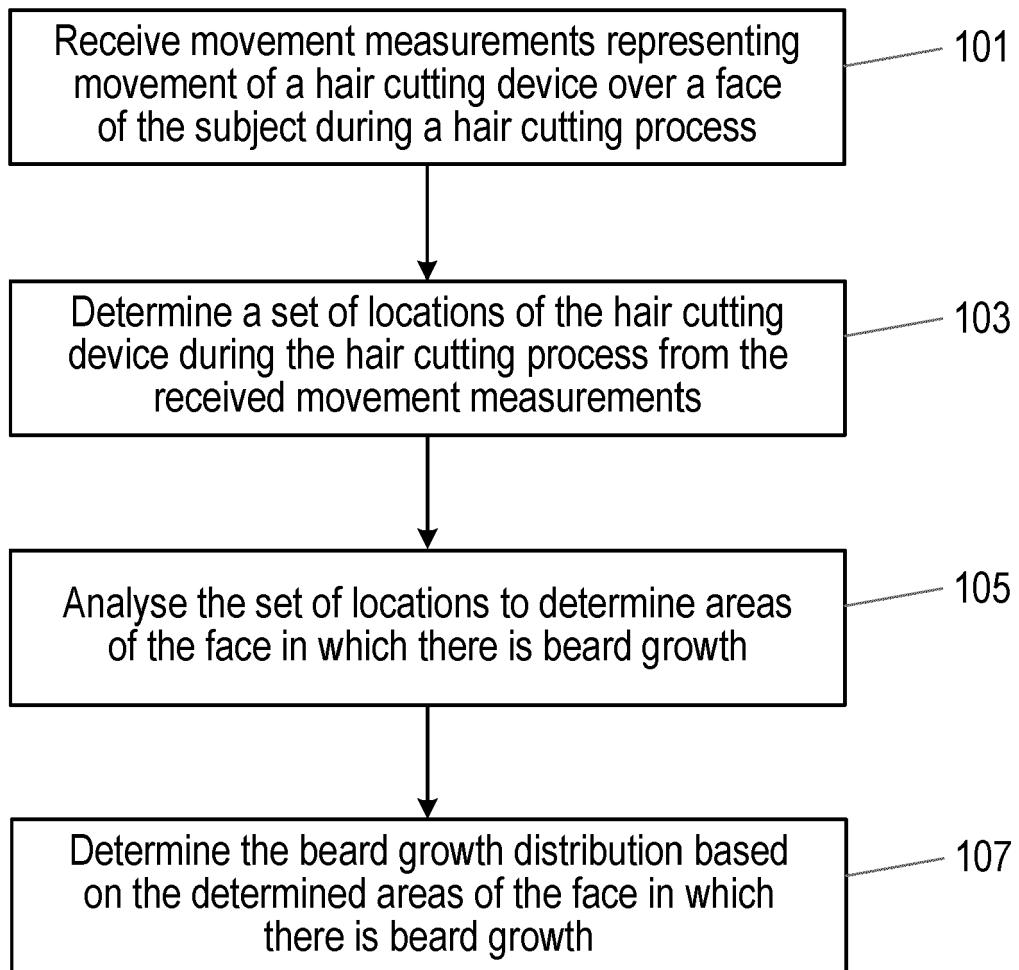 Receive movement measurements representing
movement of a hair cutting device over a face
of the subject during a hair cutting process
101
Determine a set of locations of the hair cutting
device during the hair cutting process from the
received movement measurements
103
Analyse the set of locations to determine areas
of the face in which there is beard growth
105
Determine the beard growth distribution based
on the determined areas of the face in which
there is beard growth
107